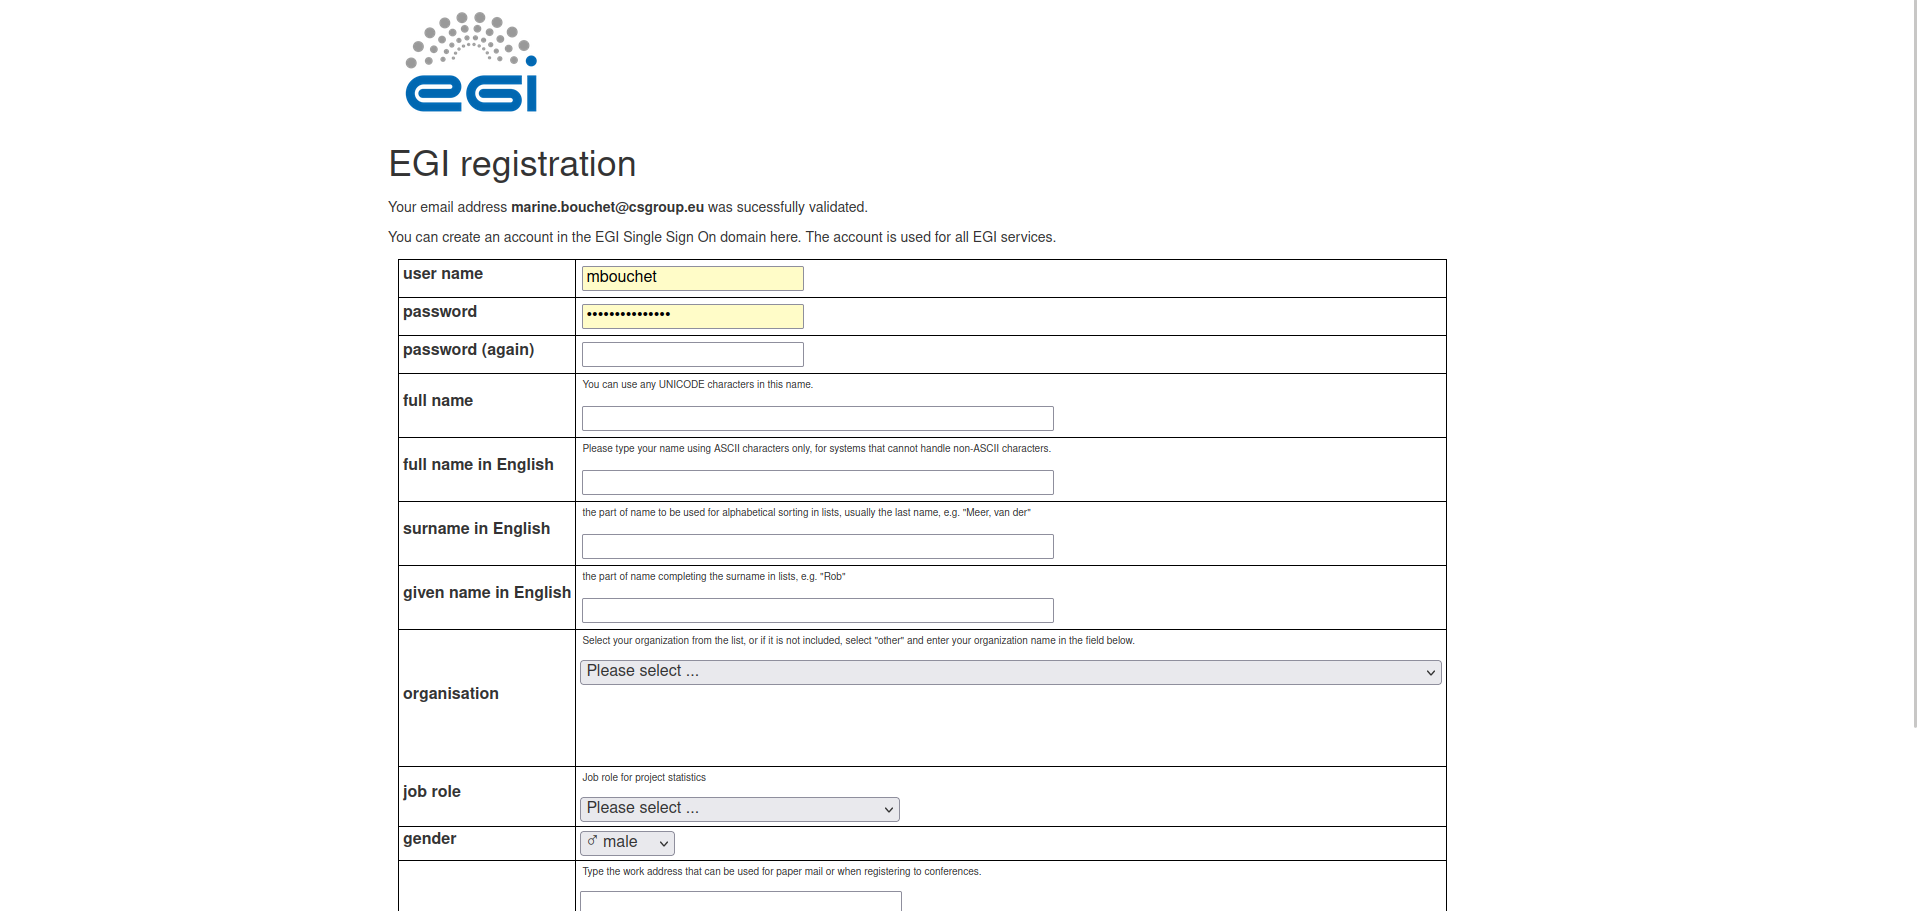 egi
EGI registration
Your email address marine.bouchet@csgroup.eu was sucessfully validated.
You can create an account in the EGI Single Sign On domain here. The account is used for all EGI services.
user name mbouchet
password •••••••••••••••
password (again)
You can use any UNICODE characters in this name.
full name
Please type your name using ASCII characters only, for systems that cannot handle non-ASCII characters.
full name in English
the part of name to be used for alphabetical sorting in lists, usually the last name, e.g. "Meer, van der"
surname in English
the part of name completing the surname in lists, e.g. "Rob"
given name in English
Select your organization from the list, or if it is not included, select "other" and enter your organization name in the field below.
Please select ...
organisation
Job role for project statistics
job role
Please select ...
gender ♂ male
Type the work address that can be used for paper mail or when registering to conferences.